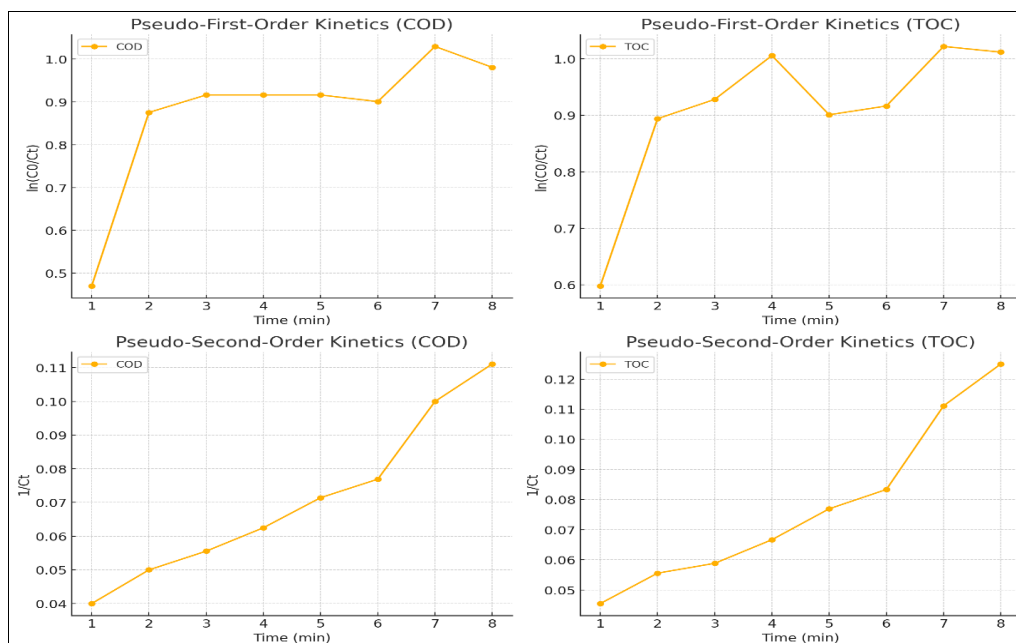 Pseudo-First-Order Kinetics (COD)
COD
ln(C0/Ct)
1.0
0.9
0.8
0.7
0.6
0.5
1 2 3 4 5 6 7 8
Time (min)
Pseudo-First-Order Kinetics (TOC)
TOC
ln(C0/Ct)
1.0
0.9
0.8
0.7
0.6
1 2 3 4 5 6 7 8
Time (min)
Pseudo-Second-Order Kinetics (COD)
COD
1/Ct
0.11
0.10
0.09
0.08
0.07
0.06
0.05
0.04
1 2 3 4 5 6 7 8
Time (min)
Pseudo-Second-Order Kinetics (TOC)
TOC
1/Ct
0.12
0.11
0.10
0.09
0.08
0.07
0.06
0.05
1 2 3 4 5 6 7 8
Time (min)